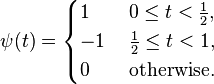 ψ(t) = { 1  0 ≤ t < 1/2,
−1  1/2 ≤ t < 1,
0  otherwise.